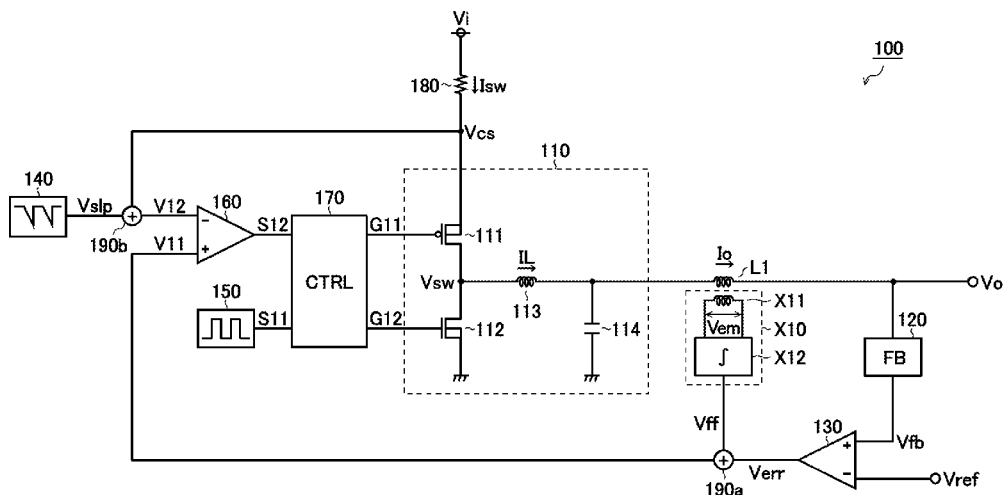 Vi
100
180
Isw
Vcs
110
140
Vslp
190b
V12
160
V11
S12
170
CTRL
G11
111
Vsw
IL
113
Io
L1
Vo
150
S11
G12
112
114
X11
Vem
X10
X12
∫
120
FB
Vff
130
Vfb
Verr
190a
Vref
+
−
+
+
+
−